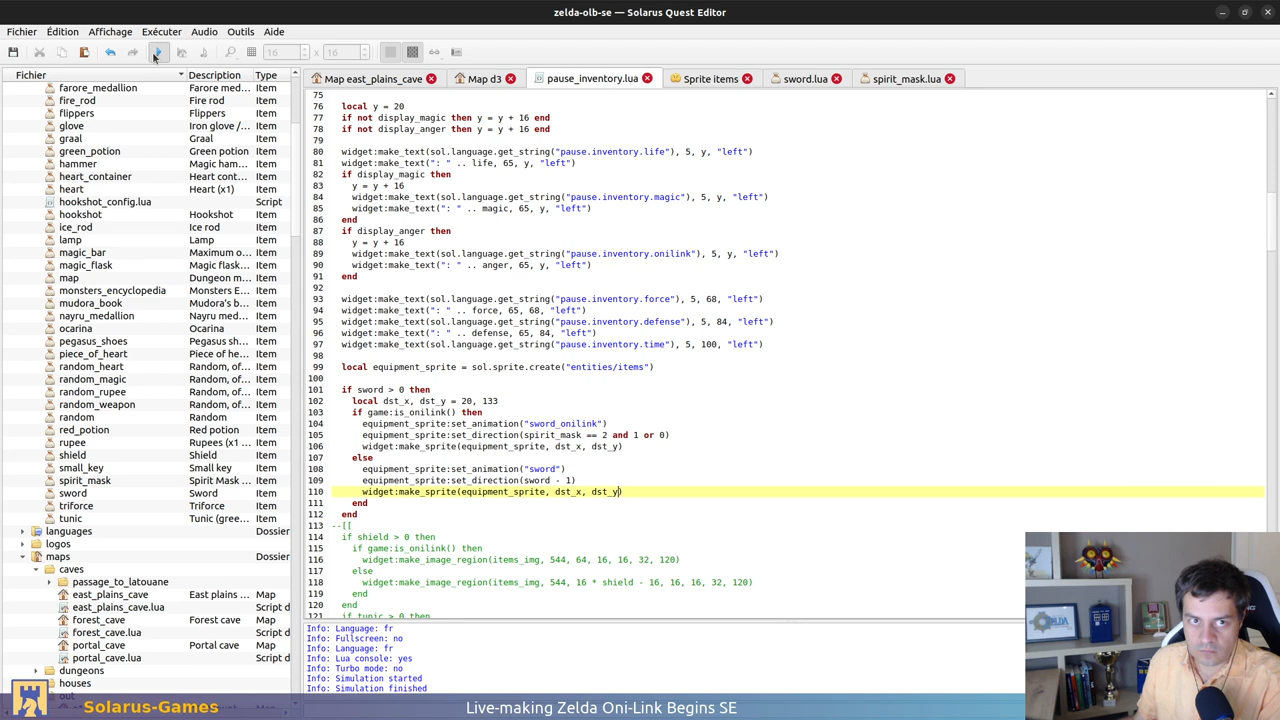 zelda-olb-se — Solarus Quest Editor
Fichier Édition Affichage Exécuter Audio Outils Aide
16 x 16
Fichier Description Type
Map east_plains_cave Map d3 pause_inventory.lua Sprite items sword.lua spirit_mask.lua
farore_medallion Farore med... Item
fire_rod Fire rod Item
flippers Flippers Item
glove Iron glove /... Item
graal Graal Item
green_potion Green potion Item
hammer Magic ham... Item
heart_container Heart cont... Item
heart Heart (x1) Item
hookshot_config.lua Script
hookshot Hookshot Item
ice_rod Ice rod Item
lamp Lamp Item
magic_bar Maximum o... Item
magic_flask Magic flask... Item
map Dungeon m... Item
monsters_encyclopedia Monsters E... Item
mudora_book Mudora's b... Item
nayru_medallion Nayru med... Item
ocarina Ocarina Item
pegasus_shoes Pegasus sh... Item
piece_of_heart Piece of he... Item
random_heart Random, of... Item
random_magic Random, of... Item
random_rupee Random, of... Item
random_weapon Random, of... Item
random Random Item
red_potion Red potion Item
rupee Rupees (x1 ... Item
shield Shield Item
small_key Small key Item
spirit_mask Spirit Mask ... Item
sword Sword Item
triforce Triforce Item
tunic Tunic (gree... Item
languages Dossier
logos Dossier
maps Dossier
caves Dossier
passage_to_latouane Dossier
east_plains_cave East plains ... Map
east_plains_cave.lua Script d
forest_cave Forest cave Map
forest_cave.lua Script d
portal_cave Portal cave Map
portal_cave.lua Script d
dungeons Dossier
houses Dossier
75
76 local y = 20
77 if not display_magic then y = y + 16 end
78 if not display_anger then y = y + 16 end
79
80 widget:make_text(sol.language.get_string("pause.inventory.life"), 5, y, "left")
81 widget:make_text(": " .. life, 65, y, "left")
82 if display_magic then
83 y = y + 16
84 widget:make_text(sol.language.get_string("pause.inventory.magic"), 5, y, "left")
85 widget:make_text(": " .. magic, 65, y, "left")
86 end
87 if display_anger then
88 y = y + 16
89 widget:make_text(sol.language.get_string("pause.inventory.onilink"), 5, y, "left")
90 widget:make_text(": " .. anger, 65, y, "left")
91 end
92
93 widget:make_text(sol.language.get_string("pause.inventory.force"), 5, 68, "left")
94 widget:make_text(": " .. force, 65, 68, "left")
95 widget:make_text(sol.language.get_string("pause.inventory.defense"), 5, 84, "left")
96 widget:make_text(": " .. defense, 65, 84, "left")
97 widget:make_text(sol.language.get_string("pause.inventory.time"), 5, 100, "left")
98
99 local equipment_sprite = sol.sprite.create("entities/items")
100
101 if sword > 0 then
102 local dst_x, dst_y = 20, 133
103 if game:is_onilink() then
104 equipment_sprite:set_animation("sword_onilink")
105 equipment_sprite:set_direction(spirit_mask == 2 and 1 or 0)
106 widget:make_sprite(equipment_sprite, dst_x, dst_y)
107 else
108 equipment_sprite:set_animation("sword")
109 equipment_sprite:set_direction(sword - 1)
110 widget:make_sprite(equipment_sprite, dst_x, dst_y)
111 end
112 end
113 --[[
114 if shield > 0 then
115 if game:is_onilink() then
116 widget:make_image_region(items_img, 544, 64, 16, 16, 32, 120)
117 else
118 widget:make_image_region(items_img, 544, 16 * shield - 16, 16, 16, 32, 120)
119 end
120 end
121 if tunic > 0 then
Info: Language: fr
Info: Fullscreen: no
Info: Language: fr
Info: Lua console: yes
Info: Turbo mode: no
Info: Simulation started
Info: Simulation finished
Solarus-Games Live-making Zelda Oni-Link Begins SE